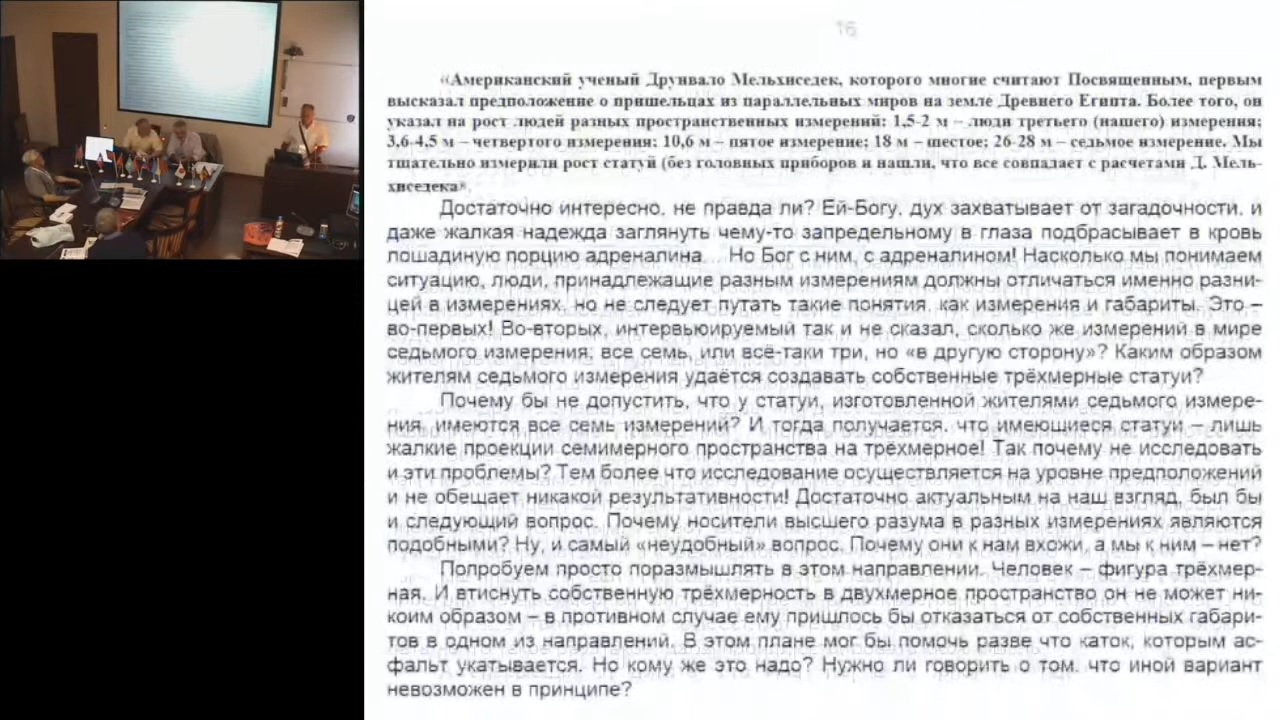 16
«Американский ученый Друнвало Мельхиседек, которого многие считают Посвященным, первым
высказал предположение о пришельцах из параллельных миров на земле Древнего Египта. Более того, он
указал на рост людей разных пространственных измерений: 1,5-2 м – люди третьего (нашего) измерения;
3,6-4,5 м – четвертого измерения; 10,6 м – пятое измерение; 18 м – шестое; 26-28 м – седьмое измерение. Мы
тщательно измерили рост статуй (без головных приборов и нашли, что все совпадает с расчетами Д. Мель-
хиседека»
Достаточно интересно, не правда ли? Ей-Богу, дух захватывает от загадочности, и
даже жалкая надежда заглянуть чему-то запредельному в глаза подбрасывает в кровь
лошадиную порцию адреналина... Но Бог с ним, с адреналином! Насколько мы понимаем
ситуацию, люди, принадлежащие разным измерениям должны отличаться именно разни-
цей в измерениях, но не следует путать такие понятия, как измерения и габариты. Это –
во-первых! Во-вторых, интервьюируемый так и не сказал, сколько же измерений в мире
седьмого измерения: все семь, или всё-таки три, но «в другую сторону»? Каким образом
жителям седьмого измерения удаётся создавать собственные трёхмерные статуи?
Почему бы не допустить, что у статуи, изготовленной жителями седьмого измере-
ния, имеются все семь измерений? И тогда получается, что имеющиеся статуи – лишь
жалкие проекции семимерного пространства на трёхмерное! Так почему не исследовать
и эти проблемы? Тем более что исследование осуществляется на уровне предположений
и не обещает никакой результативности! Достаточно актуальным на наш взгляд, был бы
и следующий вопрос. Почему носители высшего разума в разных измерениях являются
подобными? Ну, и самый «неудобный» вопрос. Почему они к нам вхожи, а мы к ним – нет?
Попробуем просто поразмышлять в этом направлении. Человек – фигура трёхмер-
ная. И втиснуть собственную трёхмерность в двухмерное пространство он не может ни-
коим образом – в противном случае ему пришлось бы отказаться от собственных габари-
тов в одном из направлений. В этом плане мог бы помочь разве что каток, которым ас-
фальт укатывается. Но кому же это надо? Нужно ли говорить о том, что иной вариант
невозможен в принципе?